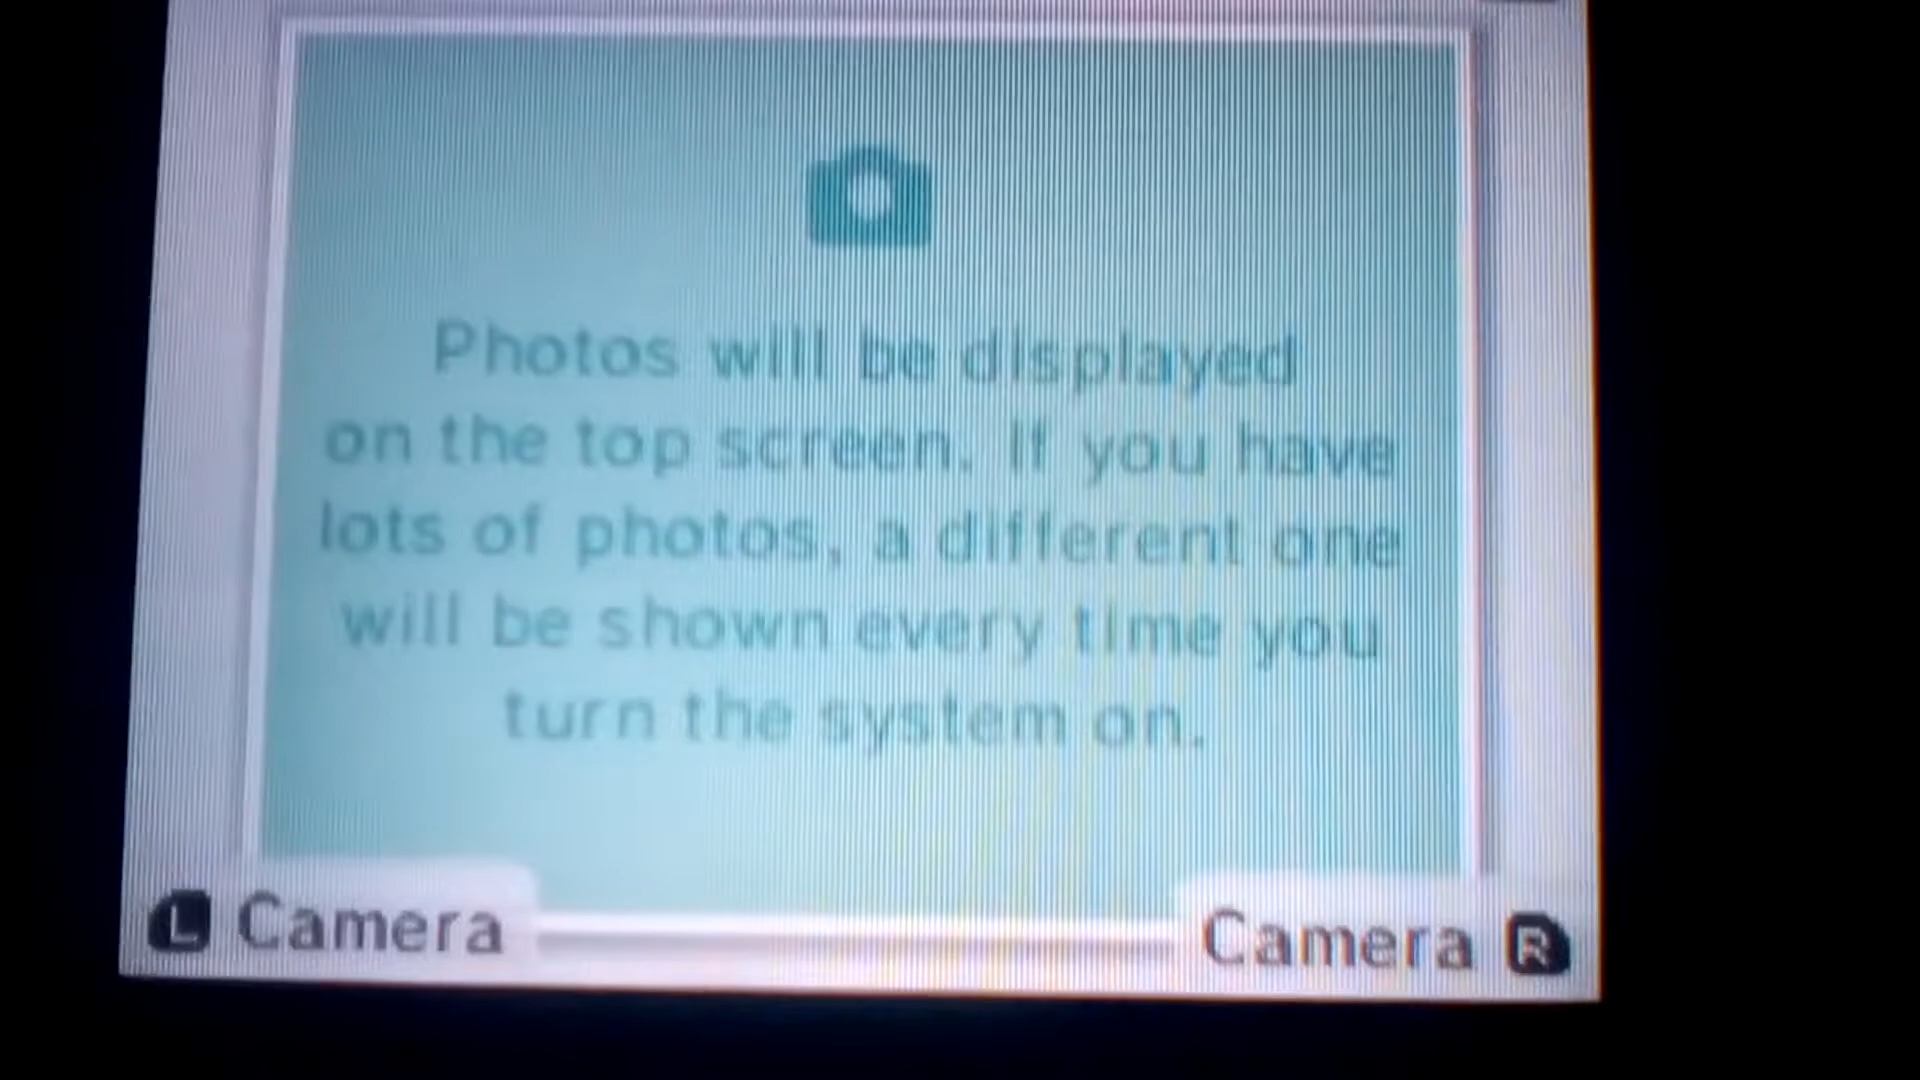 Photos will be displayed
on the top screen. If you have
lots of photos, a different one
will be shown every time you
turn the system on.
L Camera
Camera R